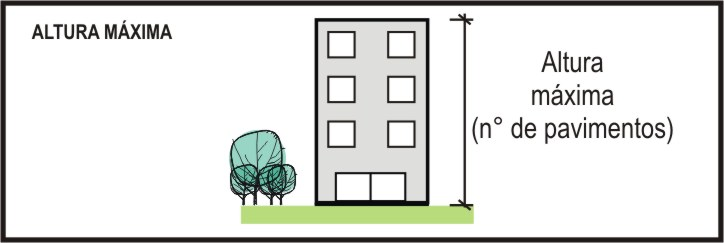 ALTURA MÁXIMA
Altura
máxima
(n° de pavimentos)